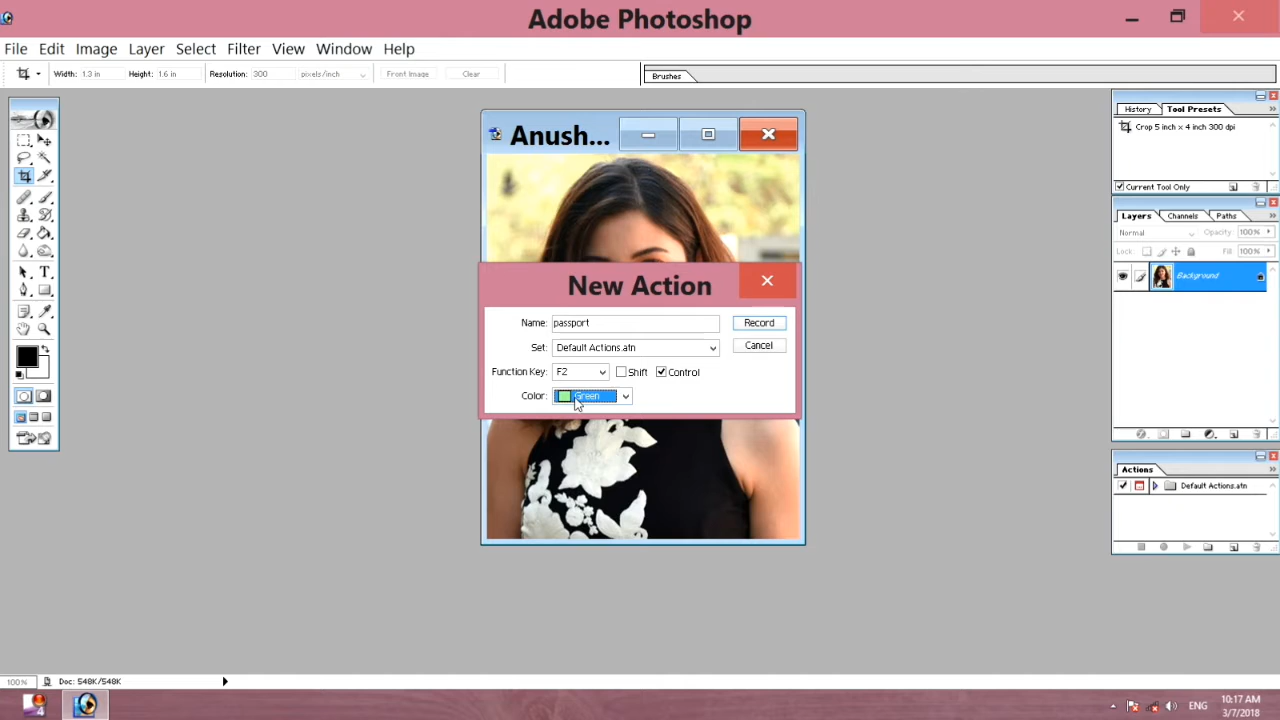 Adobe Photoshop
File Edit Image Layer Select Filter View Window Help
Width: 1.3 in Height: 1.6 in Resolution: 300 pixels/inch Front Image Clear
Brushes
History Tool Presets
Crop 5 inch x 4 inch 300 dpi
Current Tool Only
Layers Channels Paths
Normal Opacity: 100%
Lock: Fill: 100%
Background
Anush...
New Action
Name: passport Record
Set: Default Actions.atn Cancel
Function Key: F2 Shift Control
Color: Green
Actions
Default Actions.atn
100% Doc: 548K/548K
ENG
10:17 AM
3/7/2018